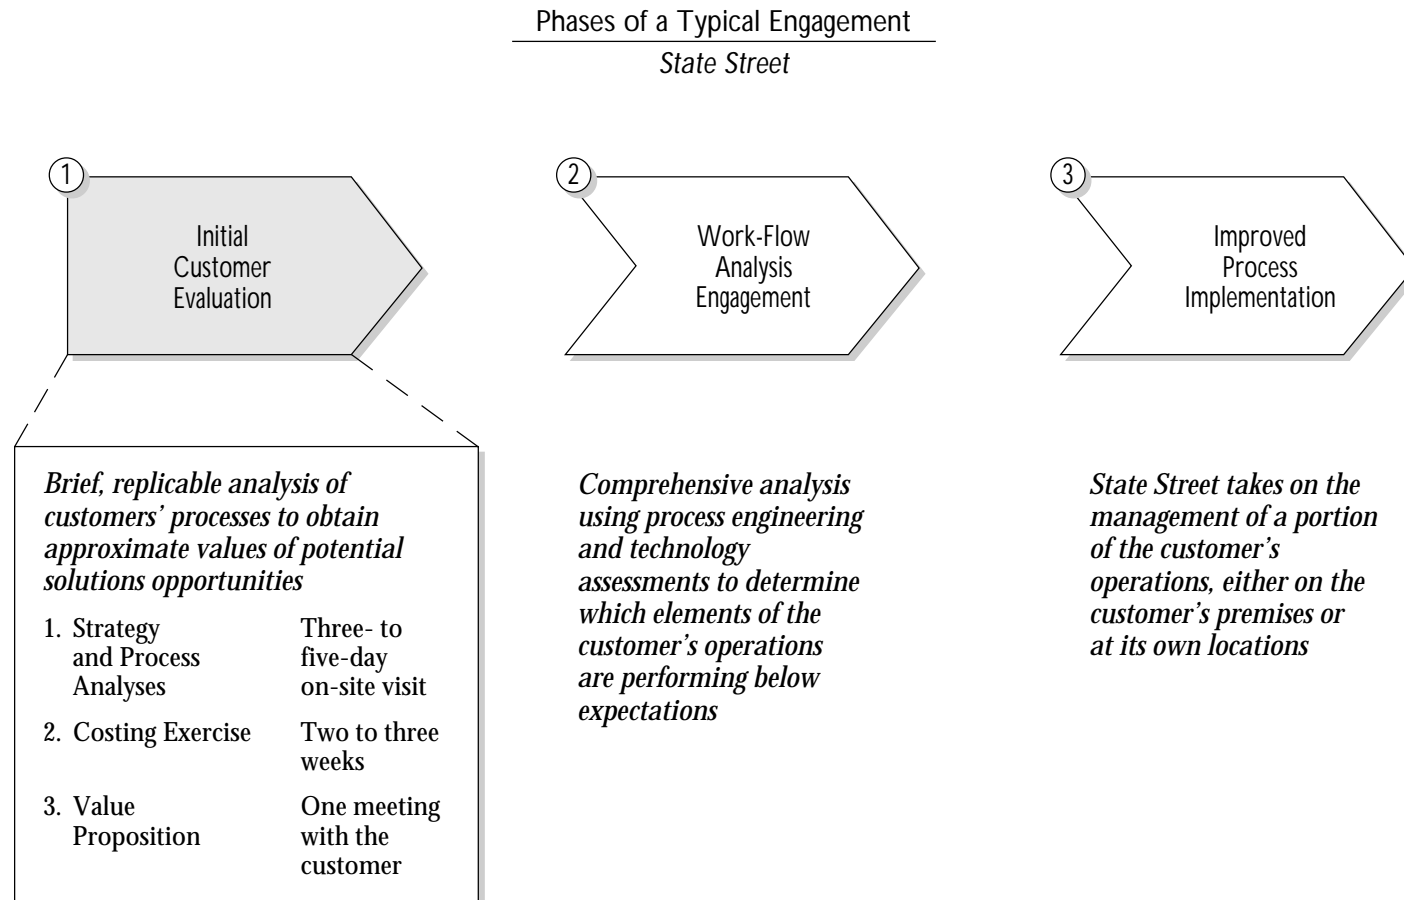 Phases of a Typical Engagement
State Street
1
Initial
Customer
Evaluation
2
Work-Flow
Analysis
Engagement
3
Improved
Process
Implementation
Brief, replicable analysis of
customers’ processes to obtain
approximate values of potential
solutions opportunities
1. Strategy
and Process
Analyses
Three- to
five-day
on-site visit
2. Costing Exercise
Two to three
weeks
3. Value
Proposition
One meeting
with the
customer
Comprehensive analysis
using process engineering
and technology
assessments to determine
which elements of the
customer’s operations
are performing below
expectations
State Street takes on the
management of a portion
of the customer’s
operations, either on the
customer’s premises or
at its own locations